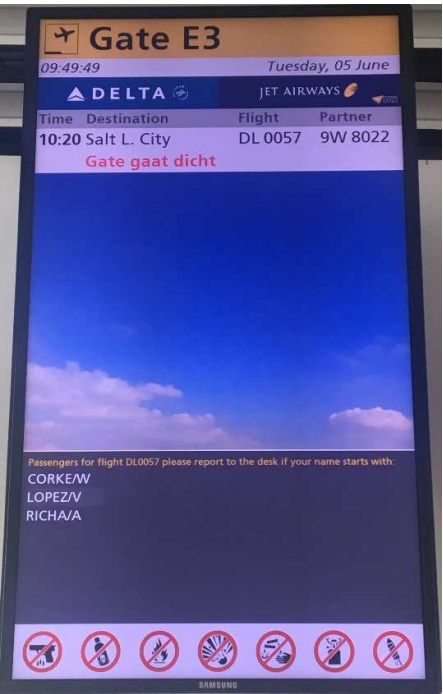 Gate E3
09:49:49 Tuesday, 05 June
DELTA JET AIRWAYS
Time Destination Flight Partner
10:20 Salt L. City DL 0057 9W 8022
Gate gaat dicht
Passengers for flight DL0057 please report to the desk if your name starts with:
CORKE/W
LOPEZ/V
RICHA/A
SAMSUNG